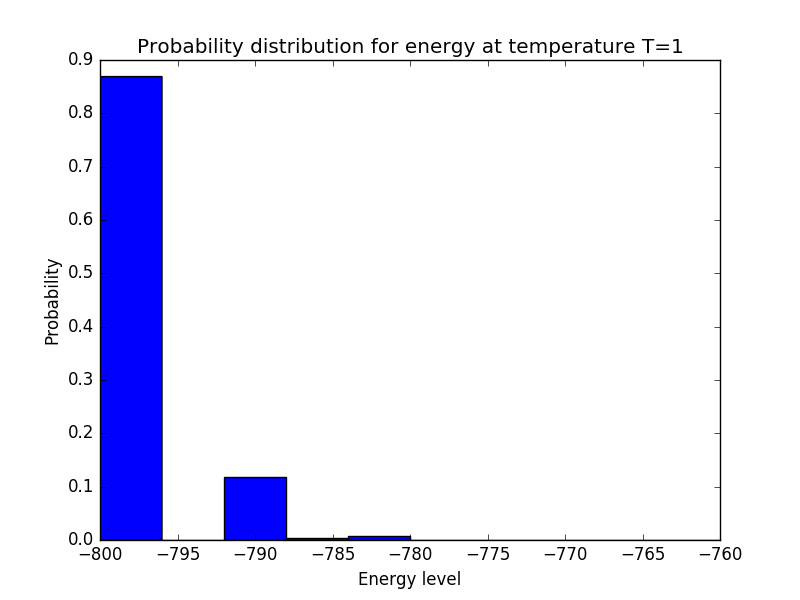 Probability distribution for energy at temperature T=1
0.9
0.8
0.7
0.6
0.5
0.4
0.3
0.2
0.1
0.0
Probability
−800 −795 −790 −785 −780 −775 −770 −765 −760
Energy level